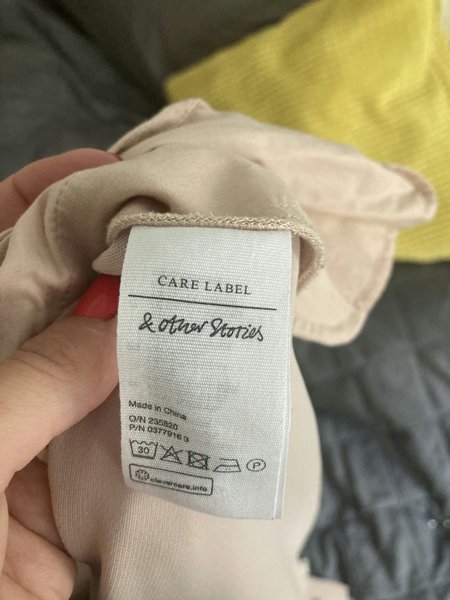 CARE LABEL
& other Stories
Made in China
O/N 235820
P/N 0377916 3
30 P
clevercare.info